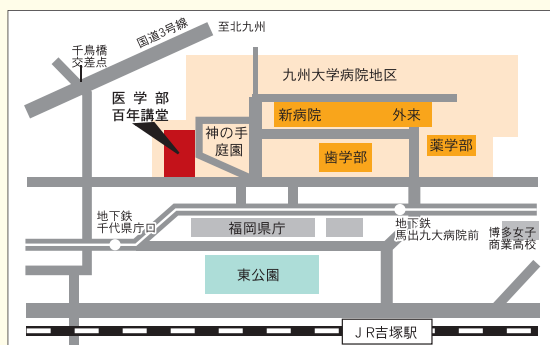 国道3号線
至北九州
千鳥橋
交差点
九州大学病院地区
医学部
百年講堂
新病院
外来
神の手
庭園
歯学部
薬学部
地下鉄
千代県庁口
福岡県庁
地下鉄
馬出九大病院前
博多女子
商業高校
東公園
JR吉塚駅